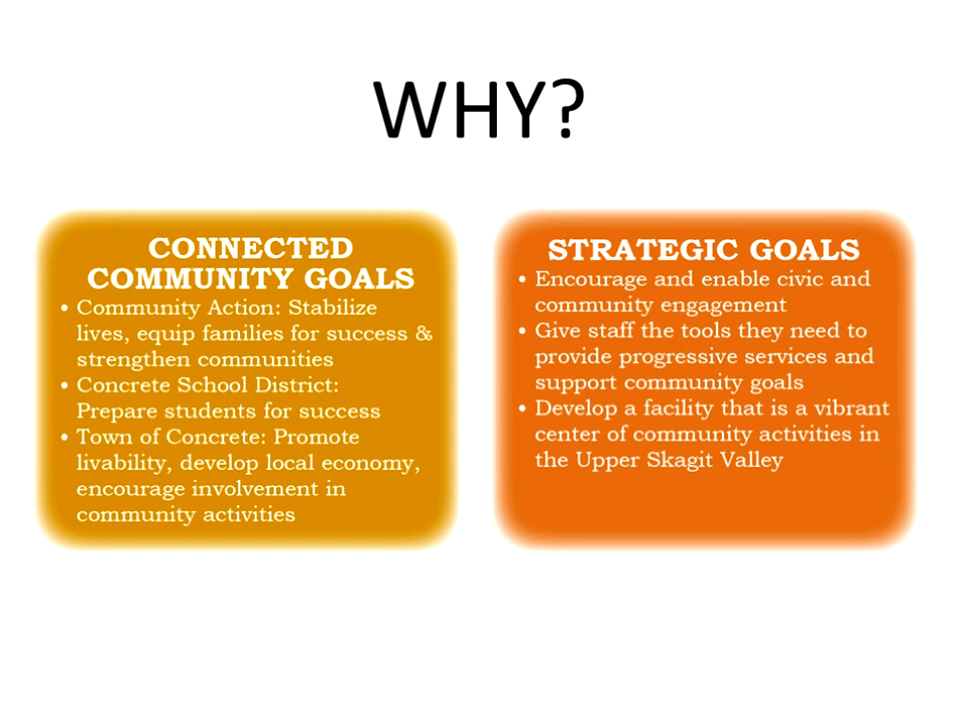 WHY?
CONNECTED
COMMUNITY GOALS
• Community Action: Stabilize
lives, equip families for success &
strengthen communities
• Concrete School District:
Prepare students for success
• Town of Concrete: Promote
livability, develop local economy,
encourage involvement in
community activities
STRATEGIC GOALS
• Encourage and enable civic and
community engagement
• Give staff the tools they need to
provide progressive services and
support community goals
• Develop a facility that is a vibrant
center of community activities in
the Upper Skagit Valley